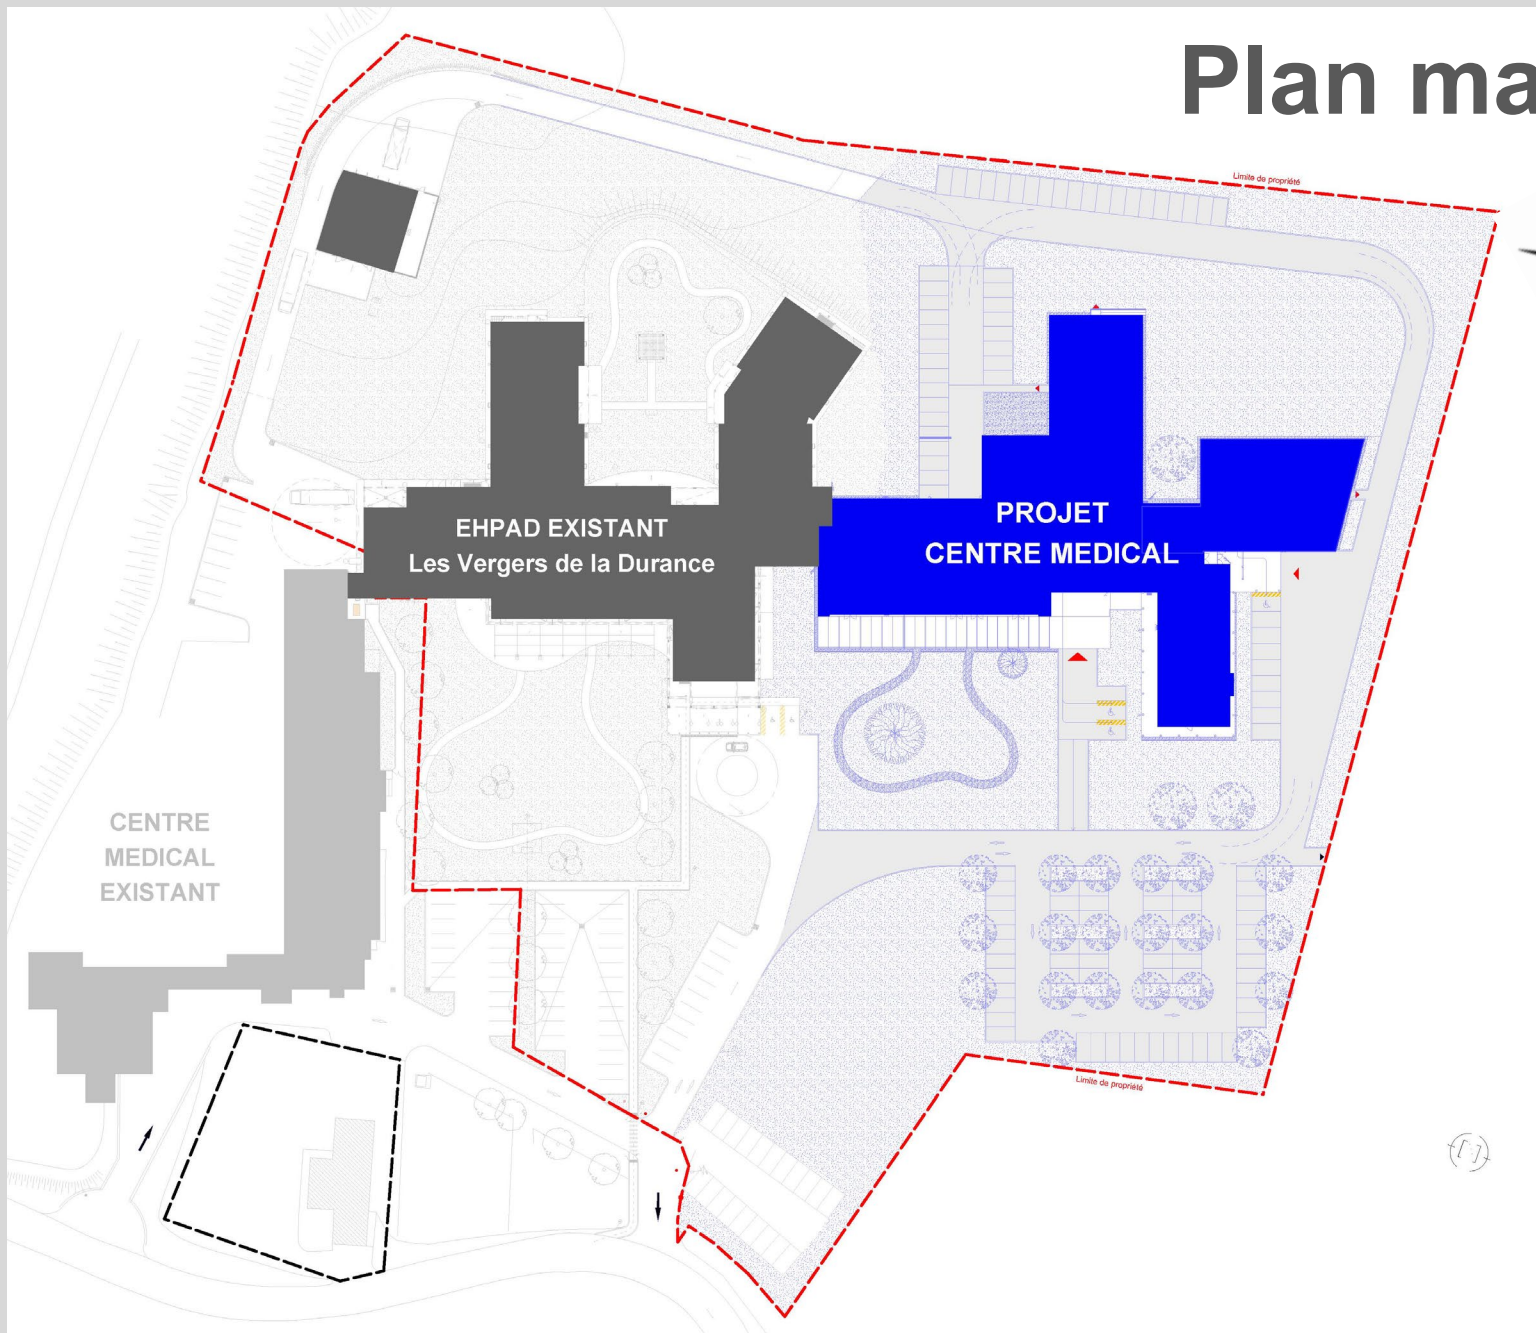 Plan ma
Limite de propriété
EHPAD EXISTANT
Les Vergers de la Durance
PROJET
CENTRE MEDICAL
CENTRE
MEDICAL
EXISTANT
Limite de propriété